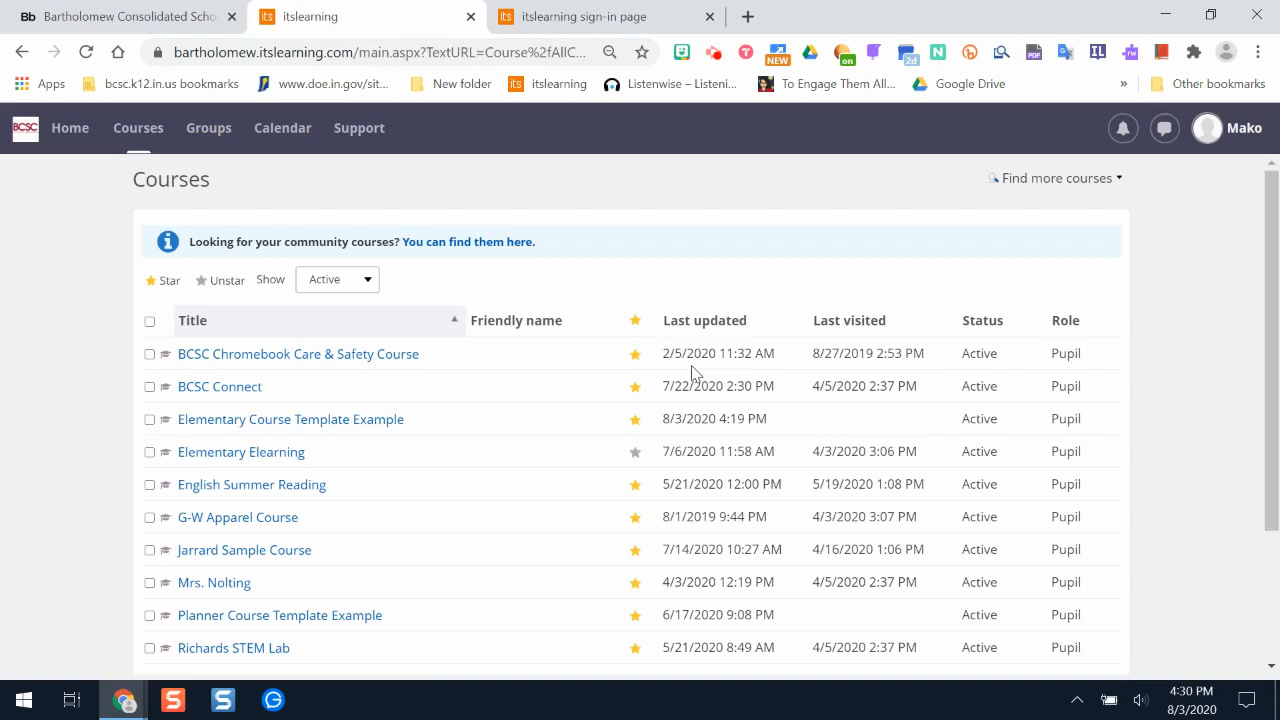 Bb Bartholomew Consolidated Scho
its itslearning
its itslearning sign-in page
bartholomew.itslearning.com/main.aspx?TextURL=Course%2fAllC...
NEW
on
2d
N
PDF
IL
Apps
bcsc.k12.in.us bookmarks
www.doe.in.gov/sit...
New folder
its itslearning
Listenwise – Listeni...
To Engage Them All...
Google Drive
»
Other bookmarks
BCSC Home Courses Groups Calendar Support Mako
Courses
Find more courses
Looking for your community courses? You can find them here.
Star Unstar Show Active
Title Friendly name Last updated Last visited Status Role
BCSC Chromebook Care & Safety Course 2/5/2020 11:32 AM 8/27/2019 2:53 PM Active Pupil
BCSC Connect 7/22/2020 2:30 PM 4/5/2020 2:37 PM Active Pupil
Elementary Course Template Example 8/3/2020 4:19 PM Active Pupil
Elementary Elearning 7/6/2020 11:58 AM 4/3/2020 3:06 PM Active Pupil
English Summer Reading 5/21/2020 12:00 PM 5/19/2020 1:08 PM Active Pupil
G-W Apparel Course 8/1/2019 9:44 PM 4/3/2020 3:07 PM Active Pupil
Jarrard Sample Course 7/14/2020 10:27 AM 4/16/2020 1:06 PM Active Pupil
Mrs. Nolting 4/3/2020 12:19 PM 4/5/2020 2:37 PM Active Pupil
Planner Course Template Example 6/17/2020 9:08 PM Active Pupil
Richards STEM Lab 5/21/2020 8:49 AM 4/5/2020 2:37 PM Active Pupil
S
S
G
4:30 PM
8/3/2020